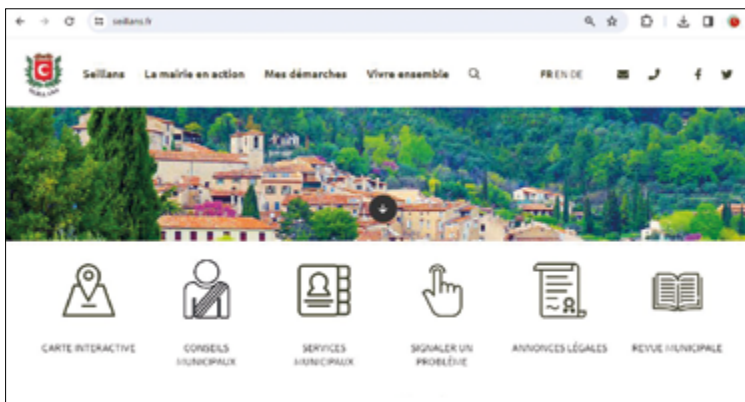 seillans.fr
Seillans La mairie en action Mes démarches Vivre ensemble FR EN DE
CARTE INTERACTIVE
CONSEILS
MUNICIPAUX
SERVICES
MUNICIPAUX
SIGNALER UN
PROBLÈME
ANNONCES LÉGALES
REVUE MUNICIPALE